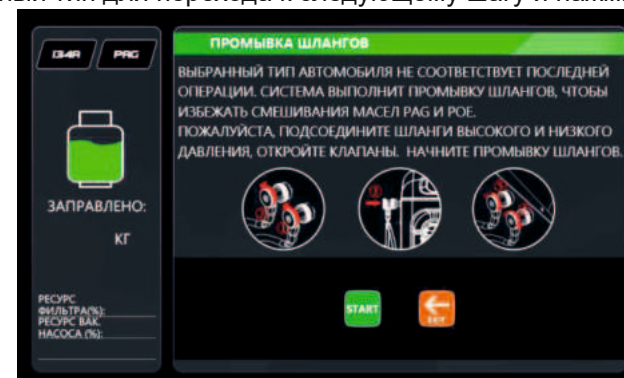 134A PAG
ЗАПРАВЛЕНО:
КГ
РЕСУРС
ФИЛЬТРА(%):
РЕСУРС ВАК.
НАСОСА (%):
ПРОМЫВКА ШЛАНГОВ
ВЫБРАННЫЙ ТИП АВТОМОБИЛЯ НЕ СООТВЕТСТВУЕТ ПОСЛЕДНЕЙ
ОПЕРАЦИИ. СИСТЕМА ВЫПОЛНИТ ПРОМЫВКУ ШЛАНГОВ, ЧТОБЫ
ИЗБЕЖАТЬ СМЕШИВАНИЯ МАСЕЛ PAG И POE.
ПОЖАЛУЙСТА, ПОДСОЕДИНИТЕ ШЛАНГИ ВЫСОКОГО И НИЗКОГО
ДАВЛЕНИЯ, ОТКРОЙТЕ КЛАПАНЫ. НАЧНИТЕ ПРОМЫВКУ ШЛАНГОВ.
START
EXIT